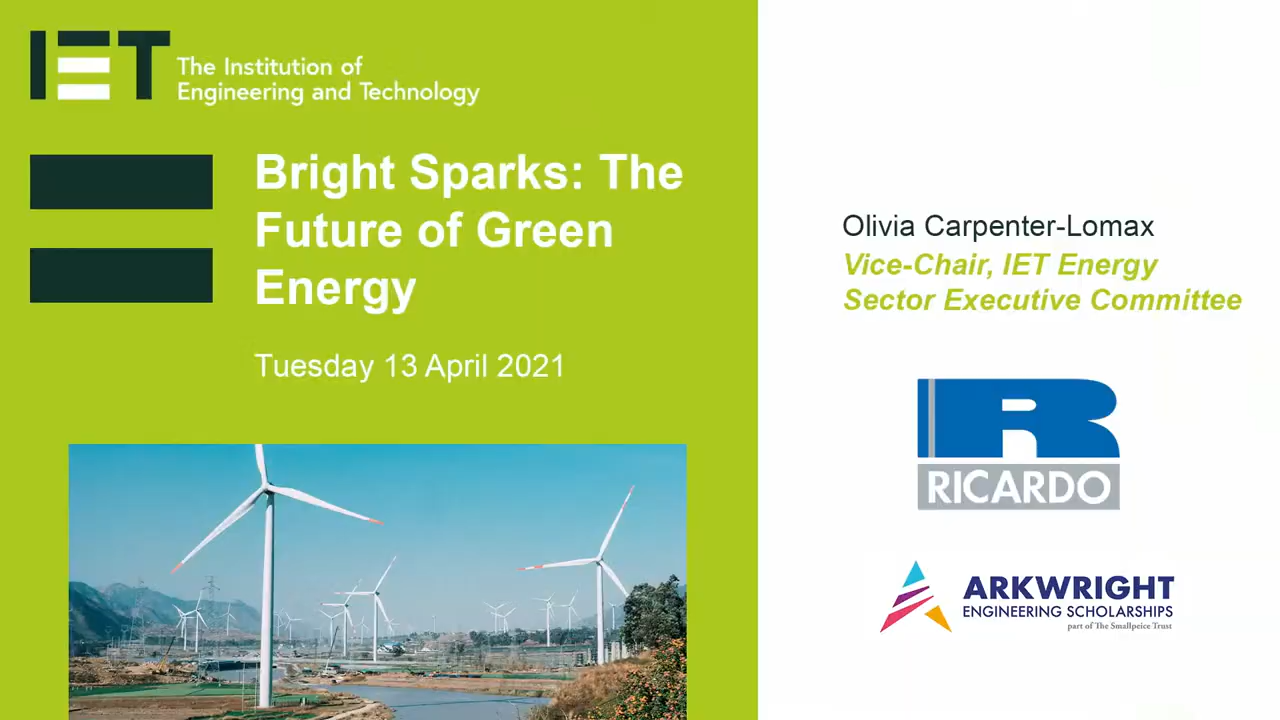 IET
The Institution of
Engineering and Technology
Bright Sparks: The
Future of Green
Energy
Tuesday 13 April 2021
Olivia Carpenter-Lomax
Vice-Chair, IET Energy
Sector Executive Committee
R
RICARDO
ARKWRIGHT
ENGINEERING SCHOLARSHIPS
part of The Smallpeice Trust